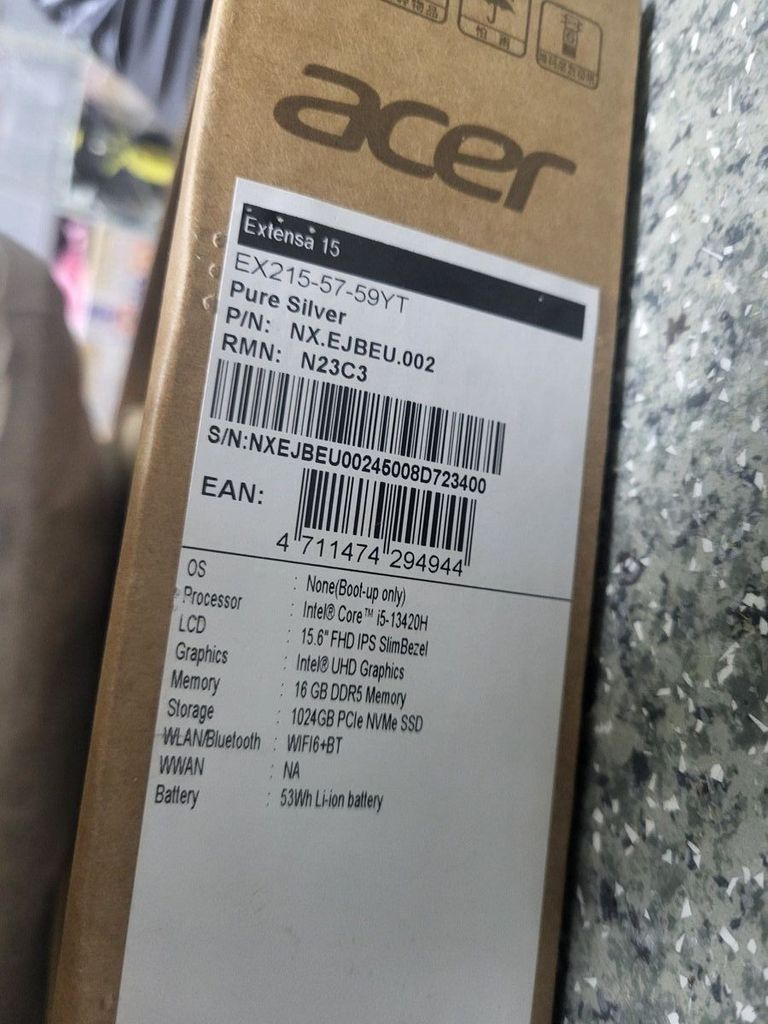 怕雨
acer
Extensa 15
EX215-57-59YT
Pure Silver
P/N: NX.EJBEU.002
RMN: N23C3
S/N:NXEJBEU00245008D723400
EAN:
4 711474 294944
OS : None(Boot-up only)
Processor : Intel® Core™ i5-13420H
LCD : 15.6" FHD IPS SlimBezel
Graphics : Intel® UHD Graphics
Memory : 16 GB DDR5 Memory
Storage : 1024GB PCIe NVMe SSD
WLAN/Bluetooth : WIFI6+BT
WWAN : NA
Battery : 53Wh Li-ion battery